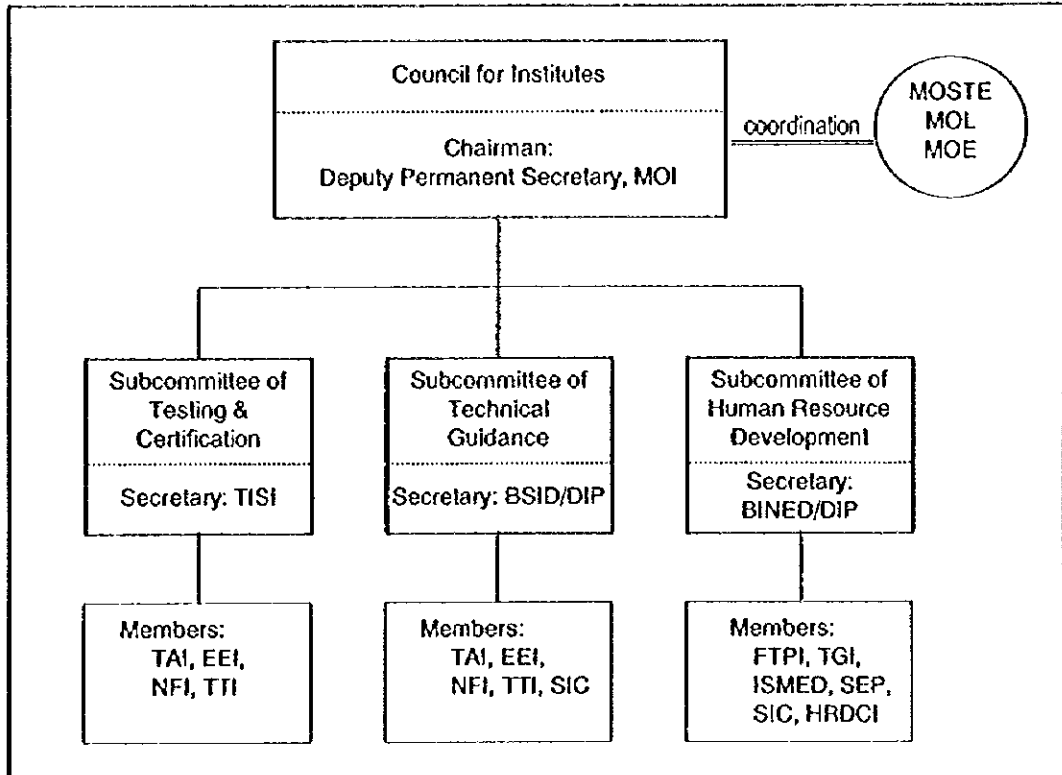 Council for Institutes
Chairman:
Deputy Permanent Secretary, MOI
coordination
MOSTE
MOL
MOE
Subcommittee of
Testing &
Certification
Secretary: TISI
Subcommittee of
Technical
Guidance
Secretary: BSID/DIP
Subcommittee of
Human Resource
Development
Secretary:
BINED/DIP
Members:
TAI, EEI,
NFI, TTI
Members:
TAI, EEI,
NFI, TTI, SIC
Members:
FTPI, TGI,
ISMED, SEP,
SIC, HRDCI